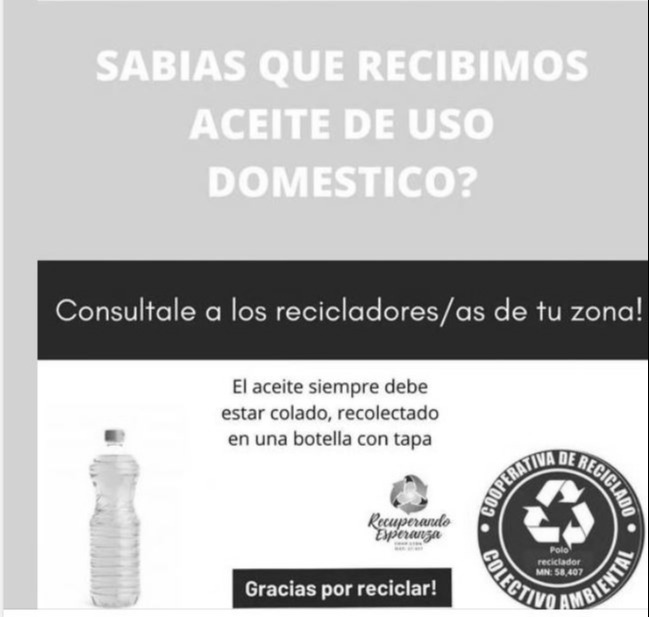 SABIAS QUE RECIBIMOS
ACEITE DE USO
DOMESTICO?
Consultale a los recicladores/as de tu zona!
El aceite siempre debe
estar colado, recolectado
en una botella con tapa
Recuperando
Esperanza
COOPERATIVA DE RECICLADO
Polo
reciclador
MN: 58,407
COLECTIVO AMBIENTAL
Gracias por reciclar!